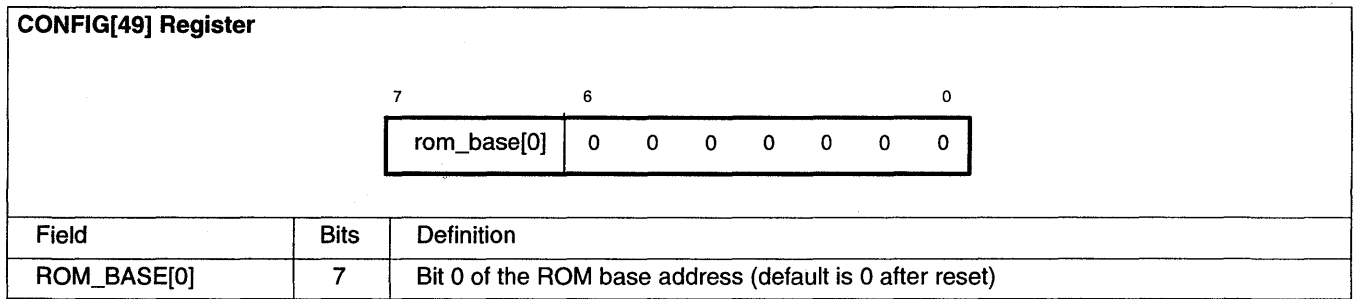 CONFIG[49] Register
7 6 0
rom_base[0] 0 0 0 0 0 0 0
Field Bits Definition
ROM_BASE[0] 7 Bit 0 of the ROM base address (default is 0 after reset)